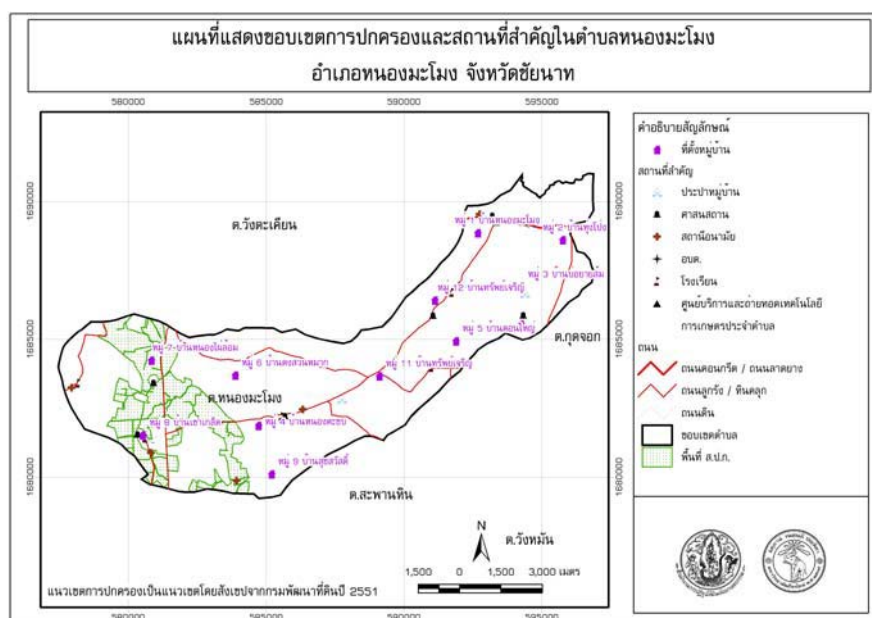 แผนที่แสดงขอบเขตการปกครองและสถานที่สำคัญในตำบลหนองมะโมง
อำเภอหนองมะโมง จังหวัดชัยนาท
580000 585000 590000 595000
1690000
1685000
1680000
1690000
1685000
1680000
ต.วังตะเคียน
หมู่ 1 บ้านหนองมะโมง
หมู่ 2 บ้านทุ่งโป่ง
หมู่ 3 บ้านบ่อยายส้ม
หมู่ 12 บ้านทรัพย์เจริญ
หมู่ 5 บ้านดอนใหญ่
ต.กุดจอก
หมู่ 7 บ้านหนองไผ่ล้อม
หมู่ 6 บ้านดงสวนหมาก
หมู่ 11 บ้านทรัพย์เจริญ
ต.หนองมะโมง
หมู่ 8 บ้านเขาเกล็ด
หมู่ 4 บ้านหนองตะขบ
หมู่ 9 บ้านสุขสวัสดิ์
ต.สะพานหิน
ต.วังหมัน
N
1,500 0 1,500 3,000 เมตร
แนวเขตการปกครองเป็นแนวเขตโดยสังเขปจากกรมพัฒนาที่ดินปี 2551
580000 585000 590000 595000
คำอธิบายสัญลักษณ์
ที่ตั้งหมู่บ้าน
สถานที่สำคัญ
ประปาหมู่บ้าน
ศาสนสถาน
สถานีอนามัย
อบต.
โรงเรียน
ศูนย์บริการและถ่ายทอดเทคโนโลยี
การเกษตรประจำตำบล
ถนน
ถนนคอนกรีต / ถนนลาดยาง
ถนนลูกรัง / หินคลุก
ถนนดิน
ขอบเขตตำบล
พื้นที่ ส.ป.ก.